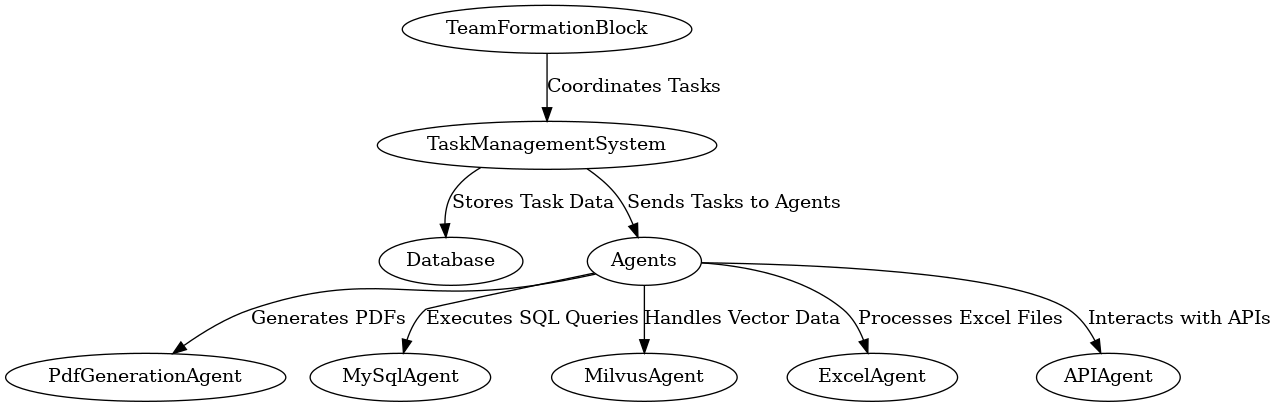 TeamFormationBlock
Coordinates Tasks
TaskManagementSystem
Stores Task Data
Sends Tasks to Agents
Database
Agents
Generates PDFs
Executes SQL Queries
Handles Vector Data
Processes Excel Files
Interacts with APIs
PdfGenerationAgent
MySqlAgent
MilvusAgent
ExcelAgent
APIAgent